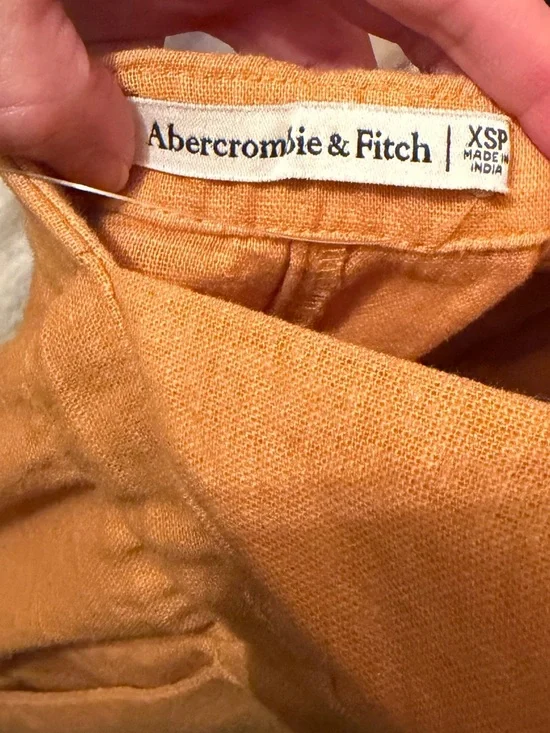 Abercrombie & Fitch | XSP
MADE IN
INDIA